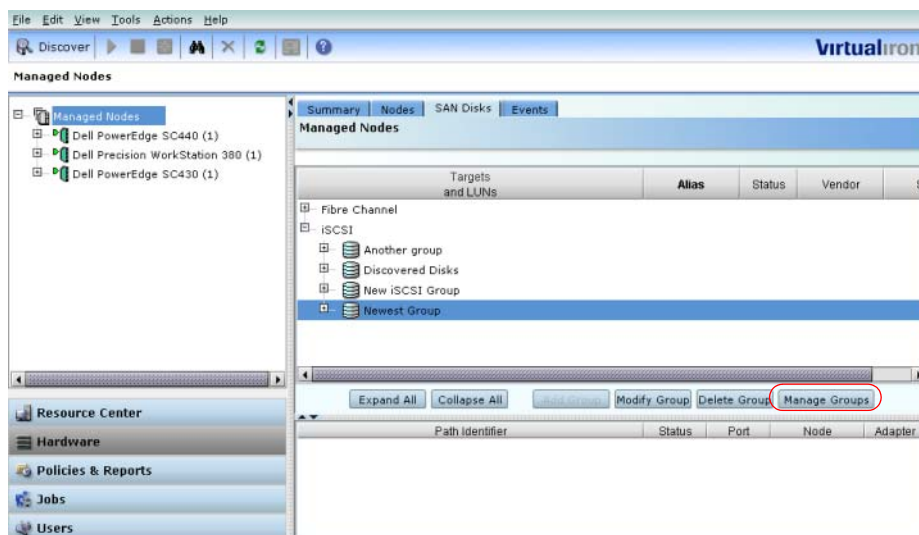 File Edit View Tools Actions Help
Discover
VirtualIron
Managed Nodes
Managed Nodes
Dell PowerEdge SC440 (1)
Dell Precision WorkStation 380 (1)
Dell PowerEdge SC430 (1)
Summary Nodes SAN Disks Events
Managed Nodes
Targets and LUNs Alias Status Vendor S
Fibre Channel
iSCSI
Another group
Discovered Disks
New iSCSI Group
Newest Group
Expand All Collapse All Add Group Modify Group Delete Group Manage Groups
Path Identifier Status Port Node Adapter
Resource Center
Hardware
Policies & Reports
Jobs
Users